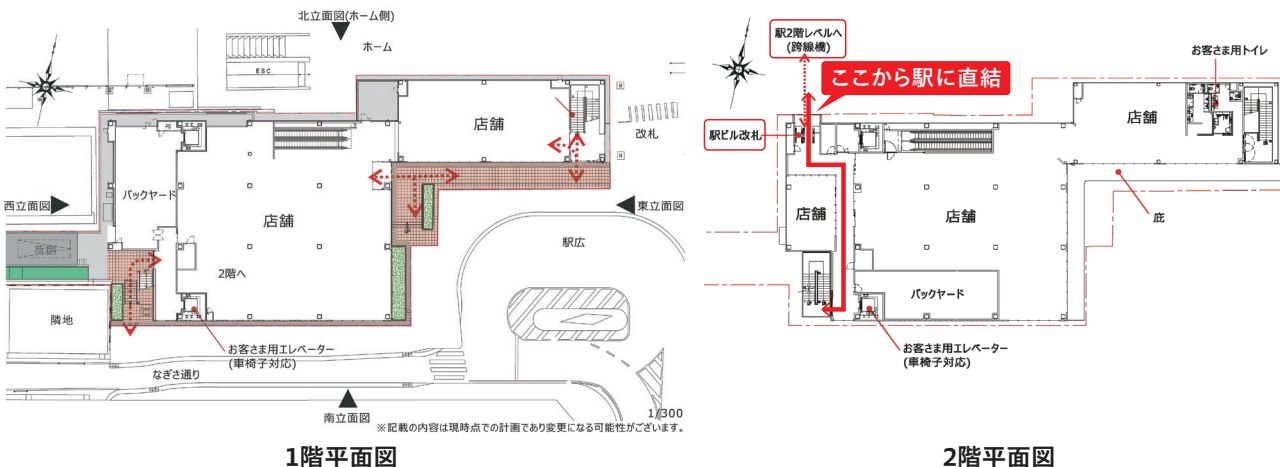 北立面図(ホーム側)
ホーム
ESC
店舗
改札
バックヤード
西立面図
店舗
東立面図
駅広
2階へ
隣地
お客さま用エレベーター
(車椅子対応)
なぎさ通り
南立面図
1/300
※記載の内容は現時点での計画であり変更になる可能性がございます。
1階平面図
駅2階レベルへ
(跨線橋)
お客さま用トイレ
ここから駅に直結
駅ビル改札
店舗
店舗
店舗
庇
バックヤード
お客さま用エレベーター
(車椅子対応)
2階平面図